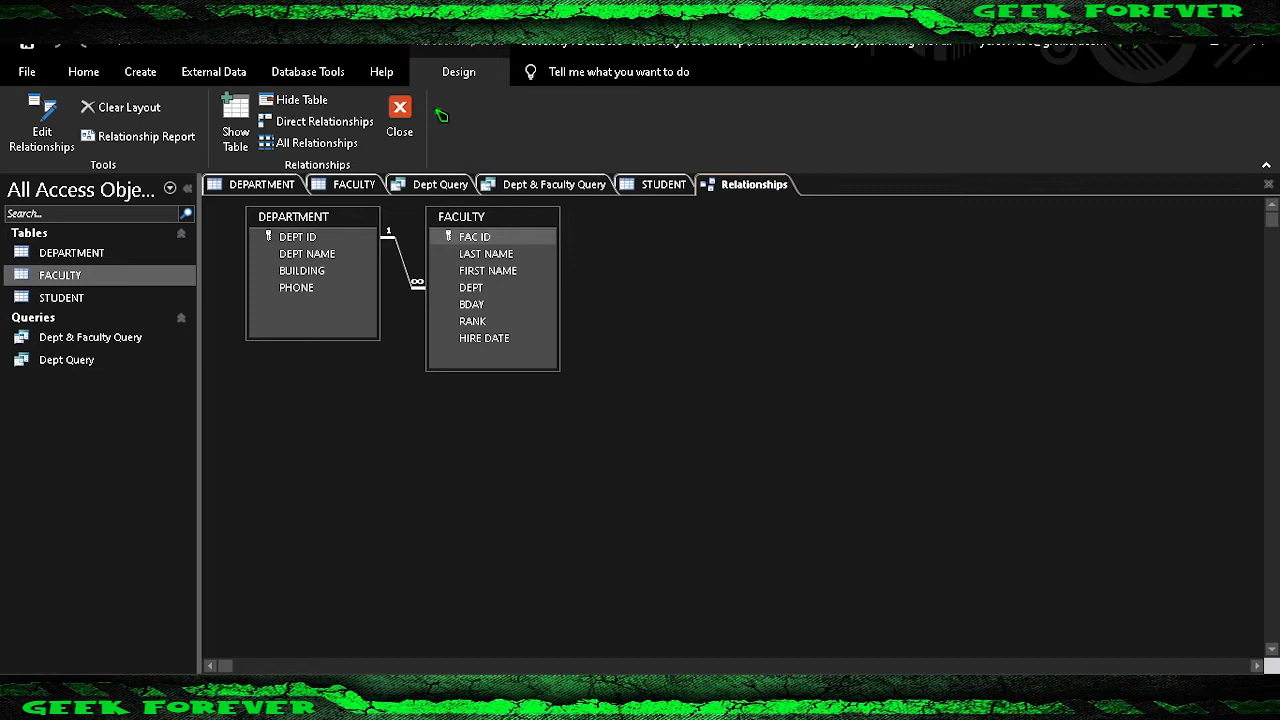 GEEK FOREVER
File Home Create External Data Database Tools Help Design Tell me what you want to do
Edit Relationships
Clear Layout
Relationship Report
Tools
Show Table
Hide Table
Direct Relationships
All Relationships
Close
Relationships
All Access Obje...
Search...
Tables
DEPARTMENT
FACULTY
STUDENT
Queries
Dept & Faculty Query
Dept Query
DEPARTMENT FACULTY Dept Query Dept & Faculty Query STUDENT Relationships
DEPARTMENT
DEPT ID
DEPT NAME
BUILDING
PHONE
1
∞
FACULTY
FAC ID
LAST NAME
FIRST NAME
DEPT
BDAY
RANK
HIRE DATE
GEEK FOREVER